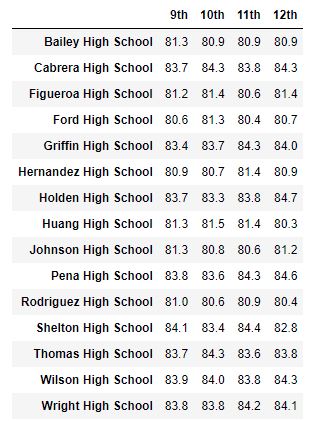 9th 10th 11th 12th
Bailey High School 81.3 80.9 80.9 80.9
Cabrera High School 83.7 84.3 83.8 84.3
Figueroa High School 81.2 81.4 80.6 81.4
Ford High School 80.6 81.3 80.4 80.7
Griffin High School 83.4 83.7 84.3 84.0
Hernandez High School 80.9 80.7 81.4 80.9
Holden High School 83.7 83.3 83.8 84.7
Huang High School 81.3 81.5 81.4 80.3
Johnson High School 81.3 80.8 80.6 81.2
Pena High School 83.8 83.6 84.3 84.6
Rodriguez High School 81.0 80.6 80.9 80.4
Shelton High School 84.1 83.4 84.4 82.8
Thomas High School 83.7 84.3 83.6 83.8
Wilson High School 83.9 84.0 83.8 84.3
Wright High School 83.8 83.8 84.2 84.1